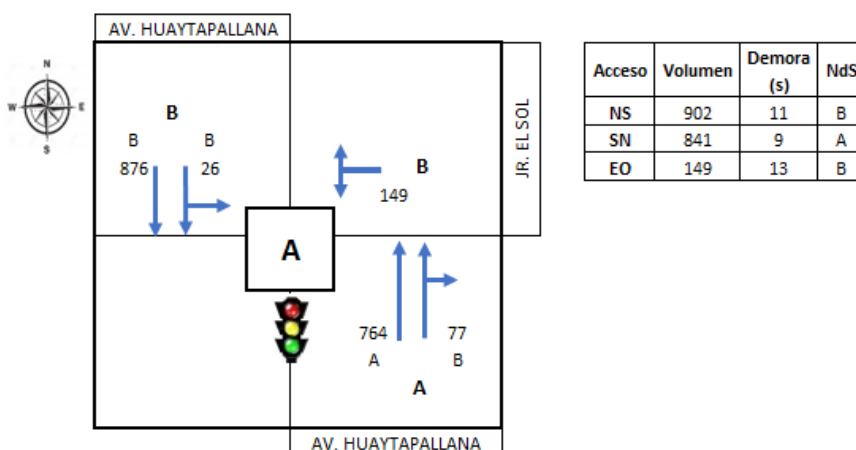 AV. HUAYTAPALLANA
N
W E
S
B
B B
876 26
B
149
JR. EL SOL
A
764 77
A B
A
AV. HUAYTAPALLANA
Acceso Volumen Demora (s) NdS
NS 902 11 B
SN 841 9 A
EO 149 13 B